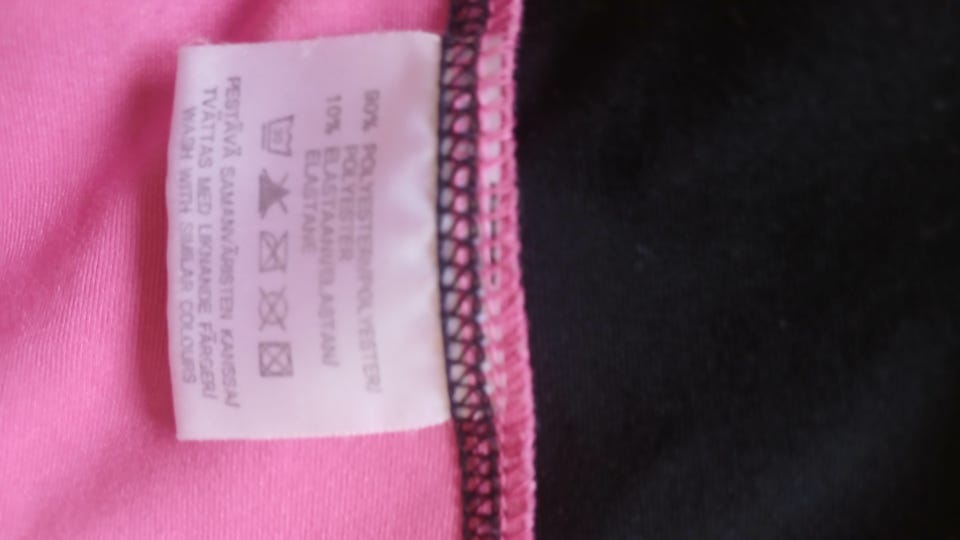 90% POLYESTERI/POLYESTER/
POLYESTER
10% ELASTAANI/ELASTAN/
ELASTANE
PESTÄVÄ SAMANVÄRISTEN KANSSA/
TVÄTTAS MED LIKNANDE FÄRGER/
WASH WITH SIMILAR COLOURS